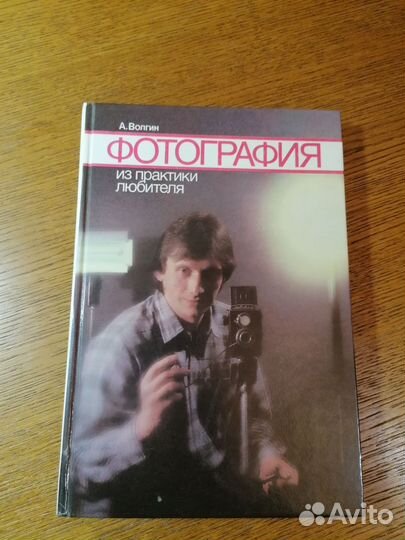 А. Волгин
ФОТОГРАФИЯ
из практики
любителя
Avito